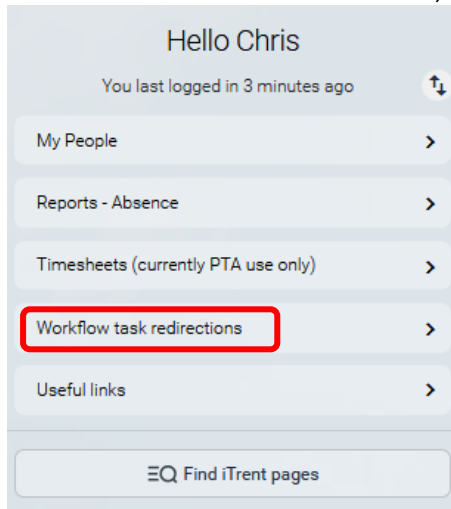 Hello Chris
You last logged in 3 minutes ago
My People
Reports - Absence
Timesheets (currently PTA use only)
Workflow task redirections
Useful links
Find iTrent pages